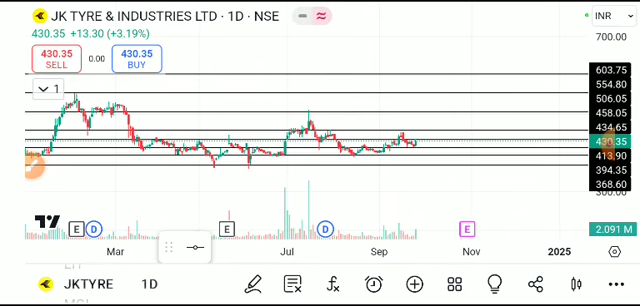 JK TYRE & INDUSTRIES LTD · 1D · NSE
INR
430.35 +13.30 (+3.19%)
430.35 0.00 430.35
SELL BUY
1
700.00
603.75
554.80
506.05
458.05
434.65
430.35
413.90
394.35
368.60
300.00
2.091 M
E D E D E
Mar Jul Sep Nov 2025
JKTYRE 1D